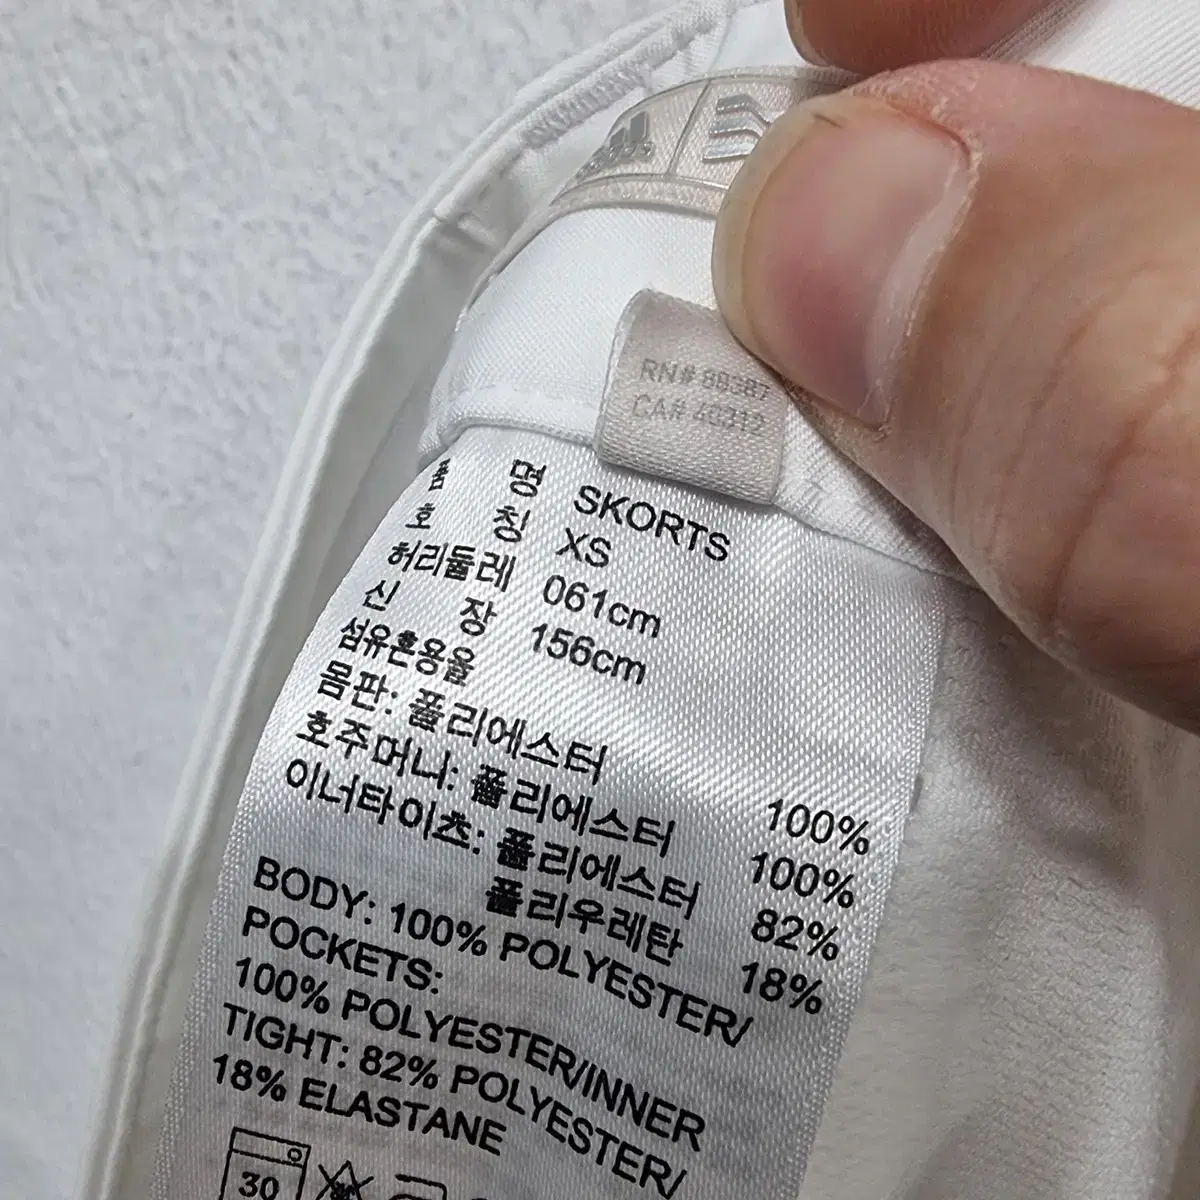 RN# 88387
CA# 40312
품 명 SKORTS
호 칭 XS
허리둘레 061cm
신 장 156cm
섬유혼용율
몸판: 폴리에스터 100%
호주머니: 폴리에스터 100%
이너타이츠: 폴리에스터 82%
폴리우레탄 18%
BODY: 100% POLYESTER/
POCKETS:
100% POLYESTER/INNER
TIGHT: 82% POLYESTER/
18% ELASTANE
30